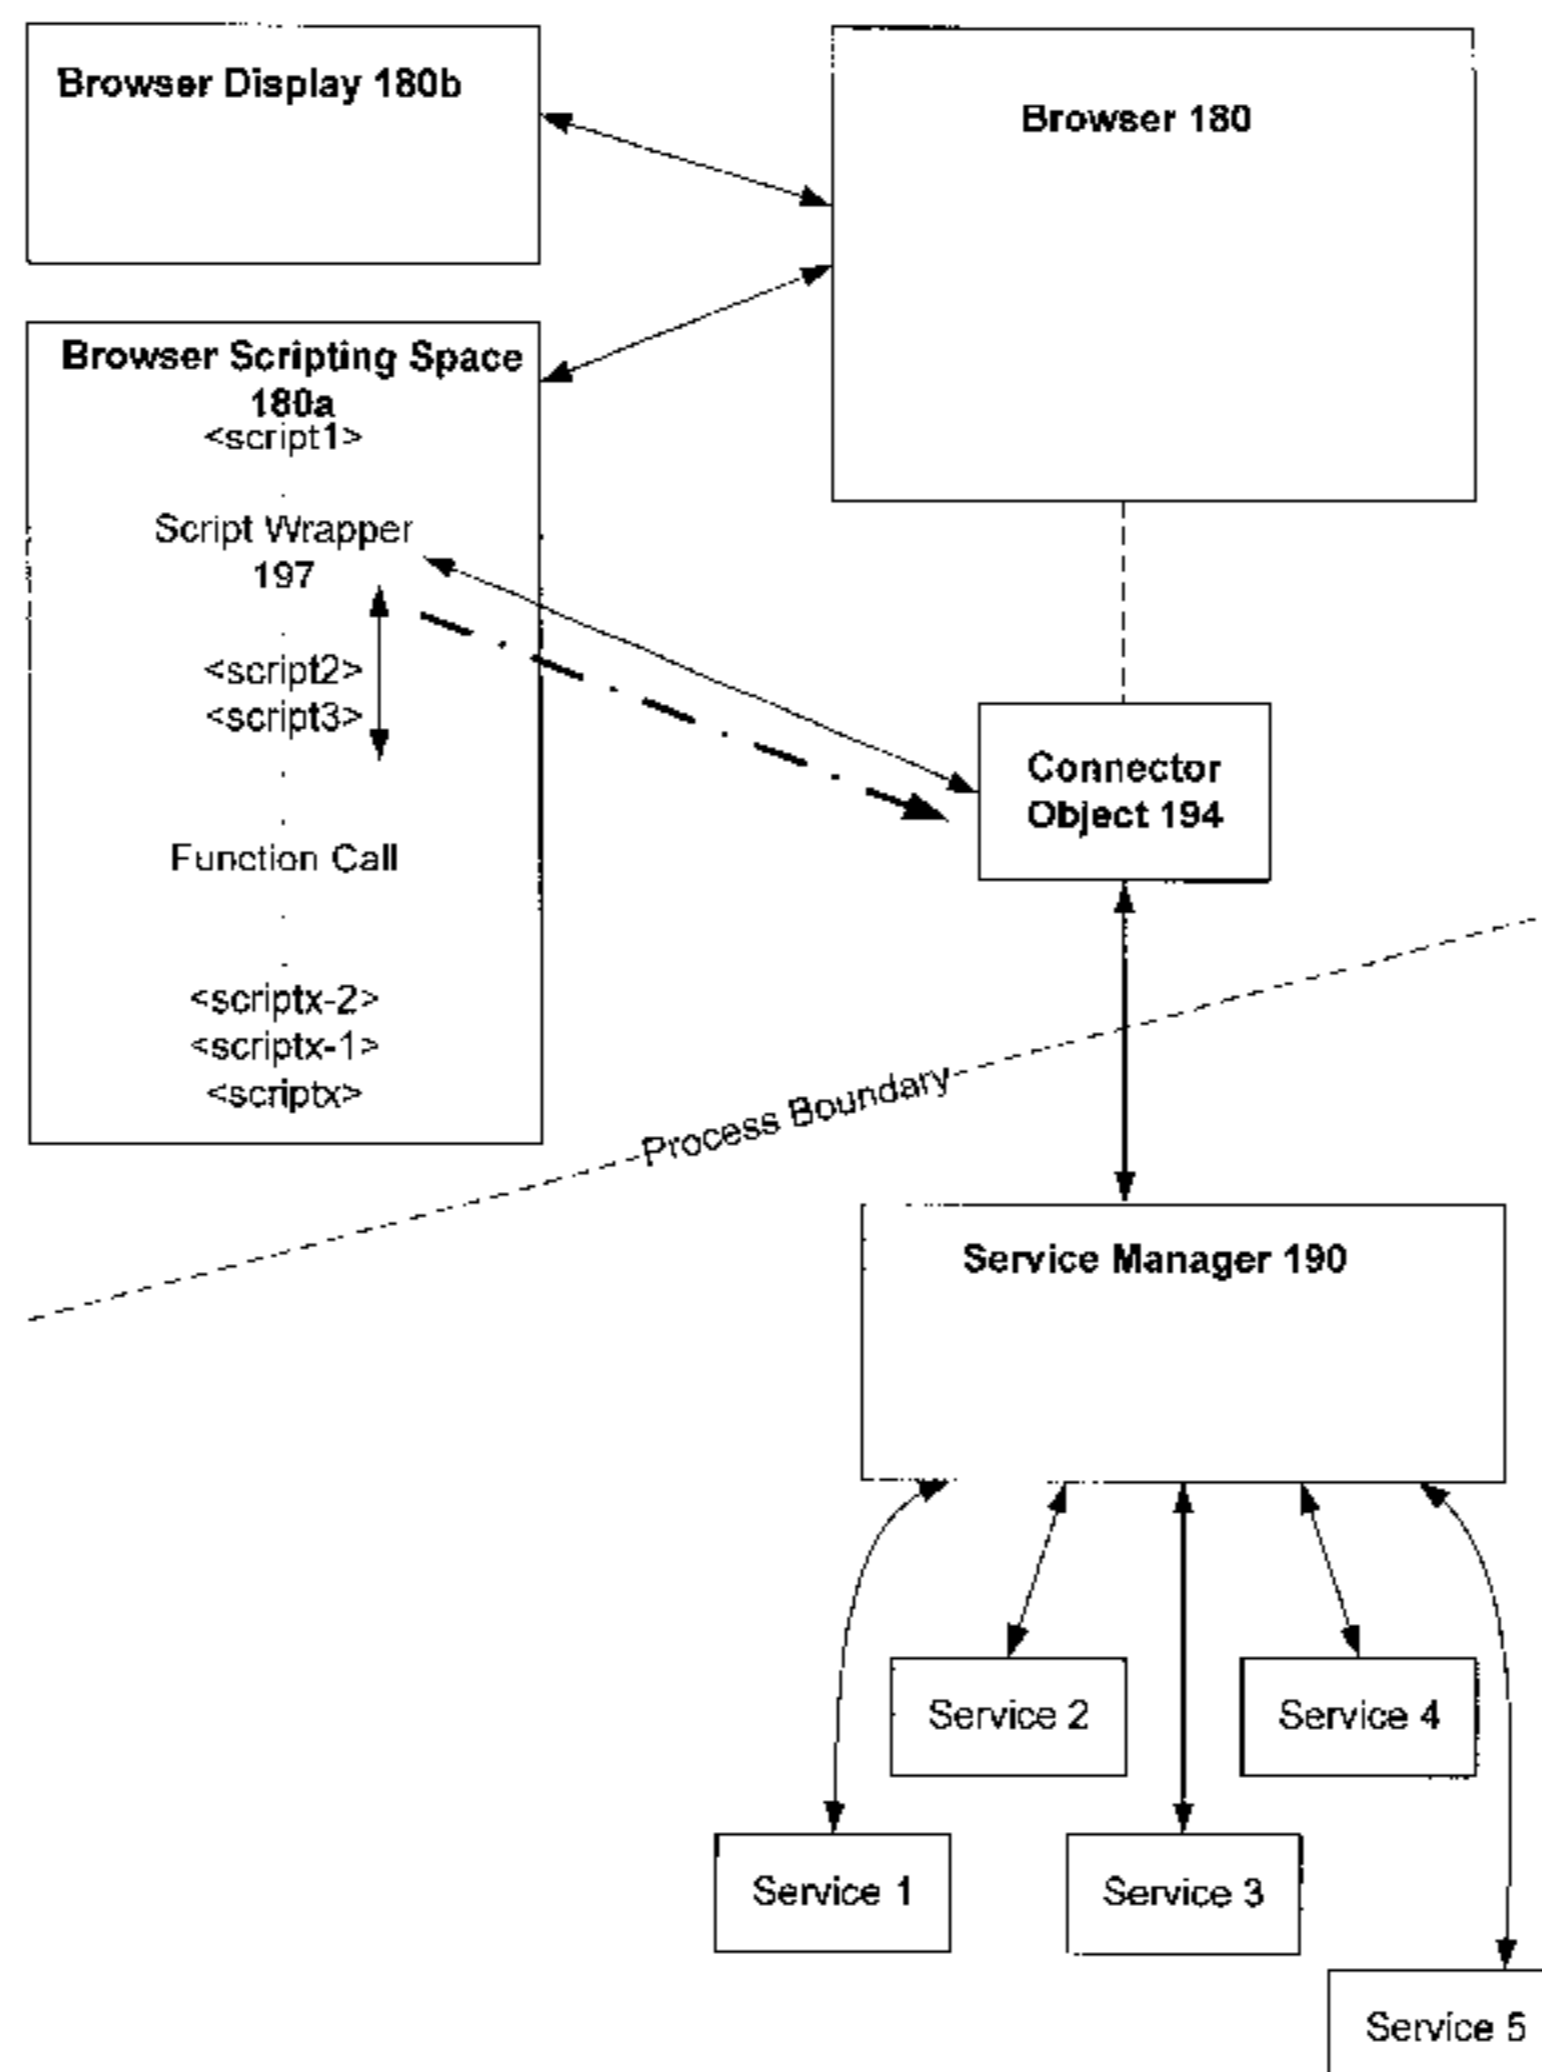 Browser Display 180b
Browser 180
Browser Scripting Space
180a
<script1>
.
Script Wrapper
197
.
<script2>
<script3>
.
.
Function Call
.
.
<scriptx-2>
<scriptx-1>
<scriptx>
Connector
Object 194
Process Boundary
Service Manager 190
Service 2
Service 4
Service 1
Service 3
Service 5